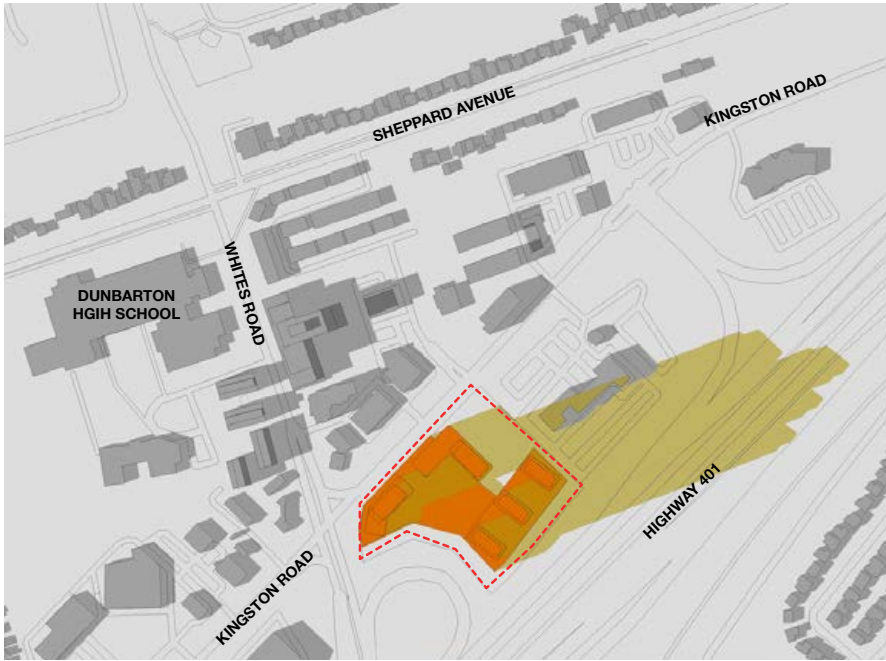 SHEPPARD AVENUE
KINGSTON ROAD
WHITES ROAD
DUNBARTON
HGIH SCHOOL
HIGHWAY 401
KINGSTON ROAD